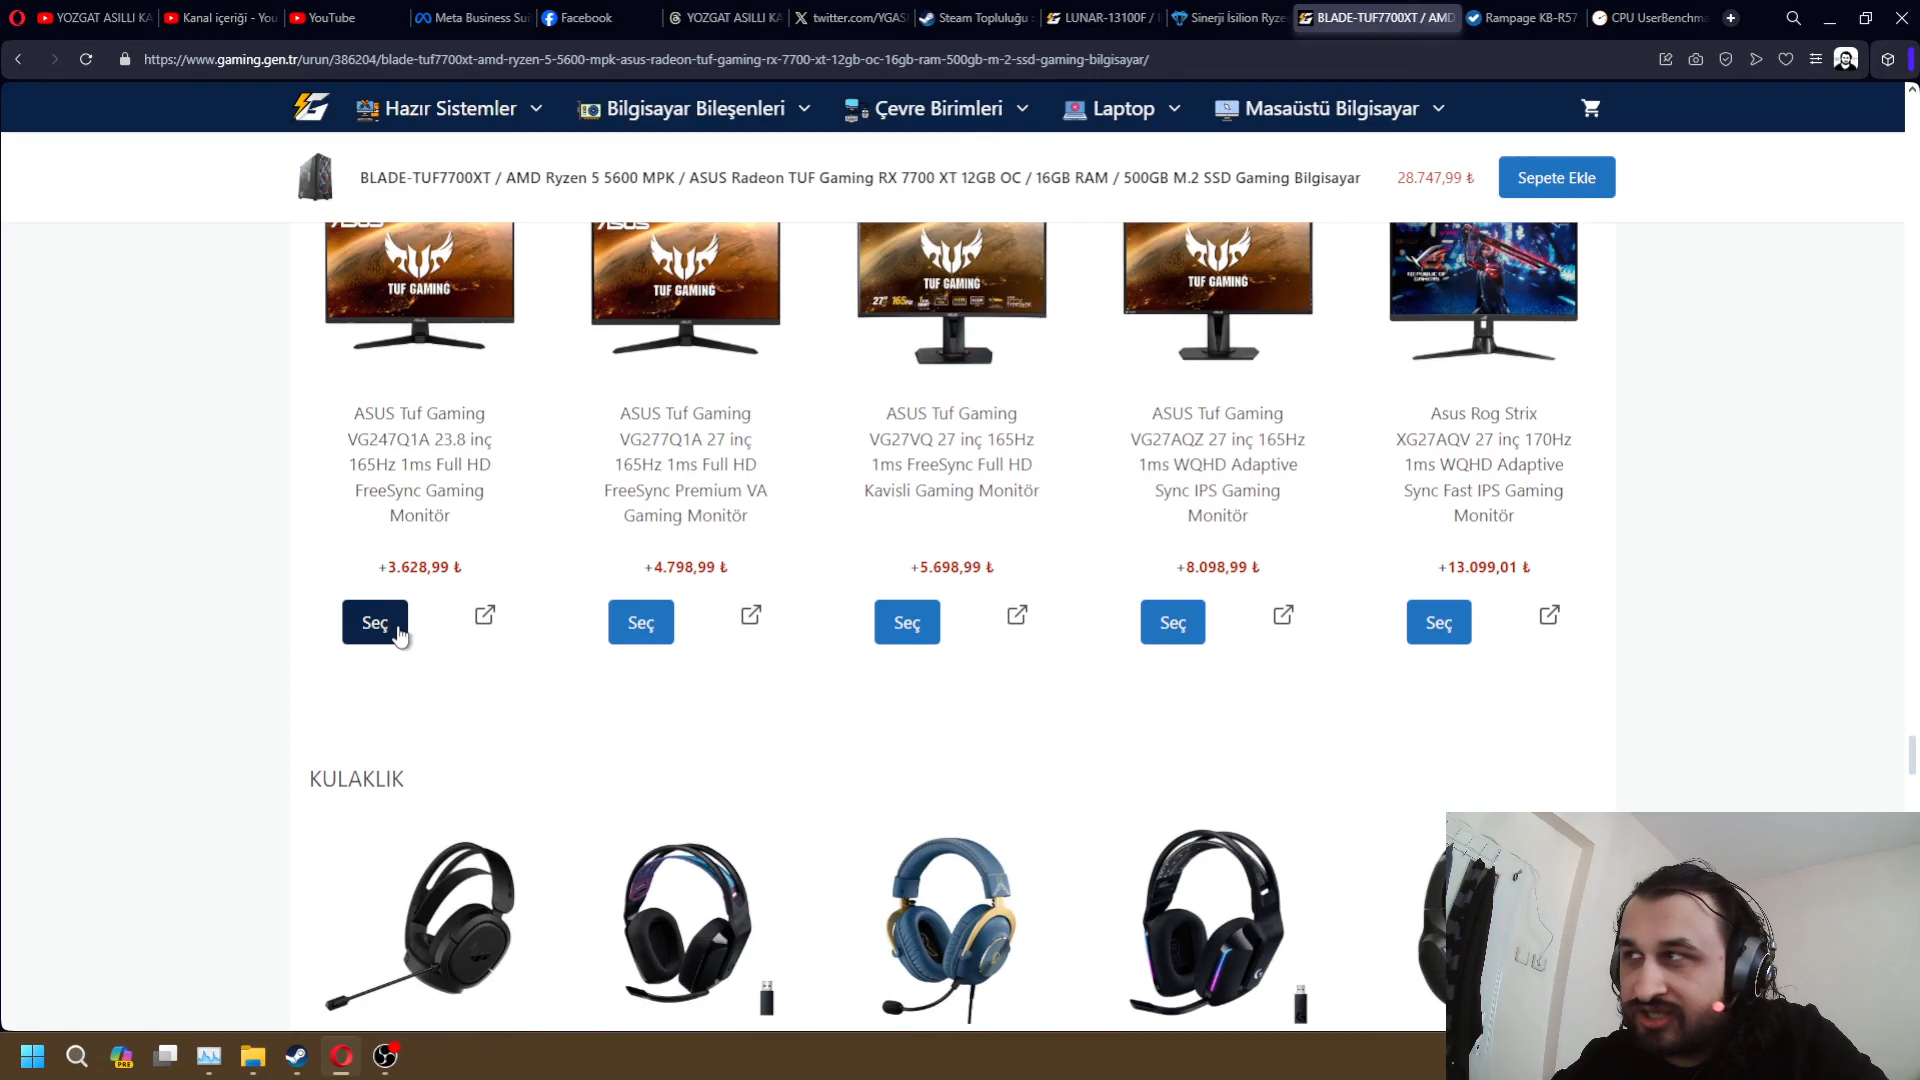 YOZGAT ASILLI KA
Kanal içeriği - You
YouTube
Meta Business Sui
Facebook
YOZGAT ASILLI KA
twitter.com/YGASI
Steam Topluluğu :
LUNAR-13100F / I
Sinerji İsilion Ryze
BLADE-TUF7700XT / AMD
Rampage KB-R57
CPU UserBenchma
https://www.gaming.gen.tr/urun/386204/blade-tuf7700xt-amd-ryzen-5-5600-mpk-asus-radeon-tuf-gaming-rx-7700-xt-12gb-oc-16gb-ram-500gb-m-2-ssd-gaming-bilgisayar/
Hazır Sistemler
Bilgisayar Bileşenleri
Çevre Birimleri
Laptop
Masaüstü Bilgisayar
BLADE-TUF7700XT / AMD Ryzen 5 5600 MPK / ASUS Radeon TUF Gaming RX 7700 XT 12GB OC / 16GB RAM / 500GB M.2 SSD Gaming Bilgisayar
28.747,99 ₺
Sepete Ekle
TUF GAMING
TUF GAMING
TUF GAMING
27" 165Hz
TUF GAMING
REPUBLIC OF
GAMERS
ASUS Tuf Gaming
VG247Q1A 23.8 inç
165Hz 1ms Full HD
FreeSync Gaming
Monitör
+3.628,99 ₺
Seç
ASUS Tuf Gaming
VG277Q1A 27 inç
165Hz 1ms Full HD
FreeSync Premium VA
Gaming Monitör
+4.798,99 ₺
Seç
ASUS Tuf Gaming
VG27VQ 27 inç 165Hz
1ms FreeSync Full HD
Kavisli Gaming Monitör
+5.698,99 ₺
Seç
ASUS Tuf Gaming
VG27AQZ 27 inç 165Hz
1ms WQHD Adaptive
Sync IPS Gaming
Monitör
+8.098,99 ₺
Seç
Asus Rog Strix
XG27AQV 27 inç 170Hz
1ms WQHD Adaptive
Sync Fast IPS Gaming
Monitör
+13.099,01 ₺
Seç
KULAKLIK
PRE